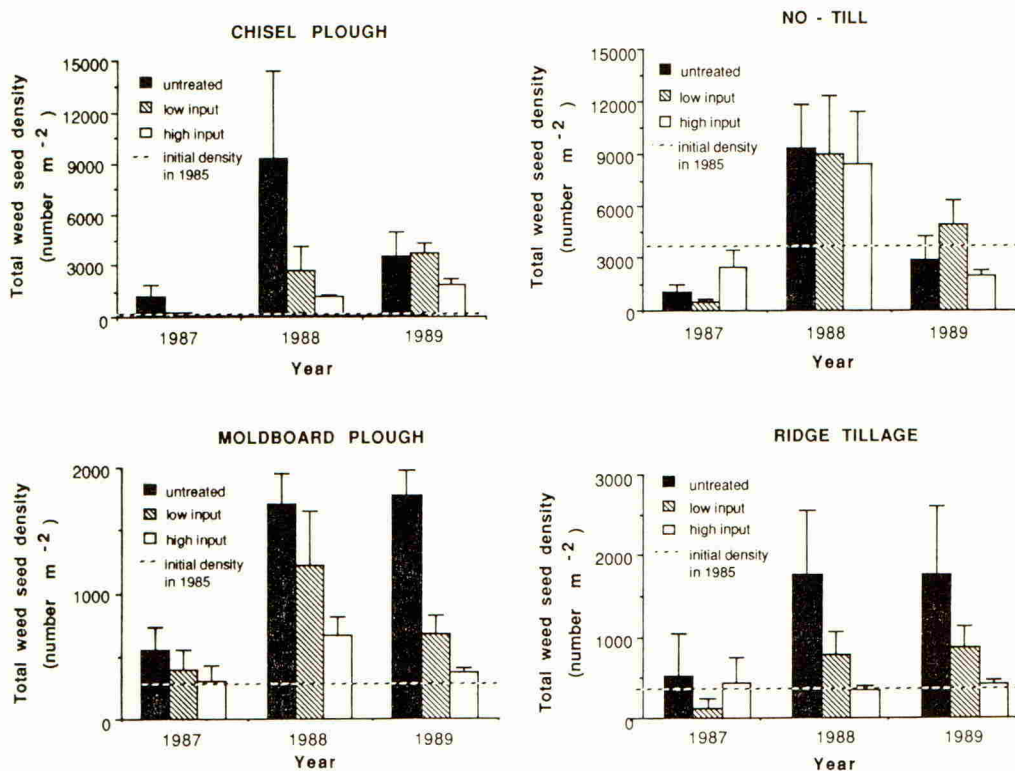 CHISEL PLOUGH
Total weed seed density
(number m -2)
15000
12000
9000
6000
3000
0
untreated
low input
high input
initial density
in 1985
1987
1988
1989
Year
NO - TILL
Total weed seed density
(number m -2)
15000
12000
9000
6000
3000
0
untreated
low input
high input
initial density
in 1985
1987
1988
1989
Year
MOLDBOARD PLOUGH
Total weed seed density
(number m -2)
2000
1000
0
untreated
low input
high input
initial density
in 1985
1987
1988
1989
Year
RIDGE TILLAGE
Total weed seed density
(number m -2)
3000
2000
1000
0
untreated
low input
high input
initial density
in 1985
1987
1988
1989
Year